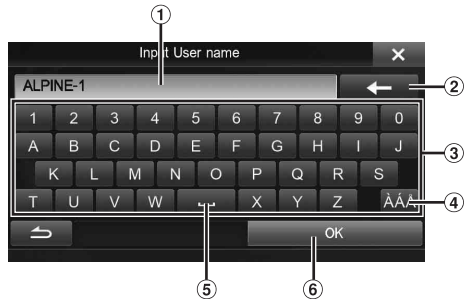 ①
Input User name ×
ALPINE-1 ②
1 2 3 4 5 6 7 8 9 0
A B C D E F G H I J ③
K L M N O P Q R S
T U V W X Y Z ÀÁÂ ④
OK
⑤ ⑥